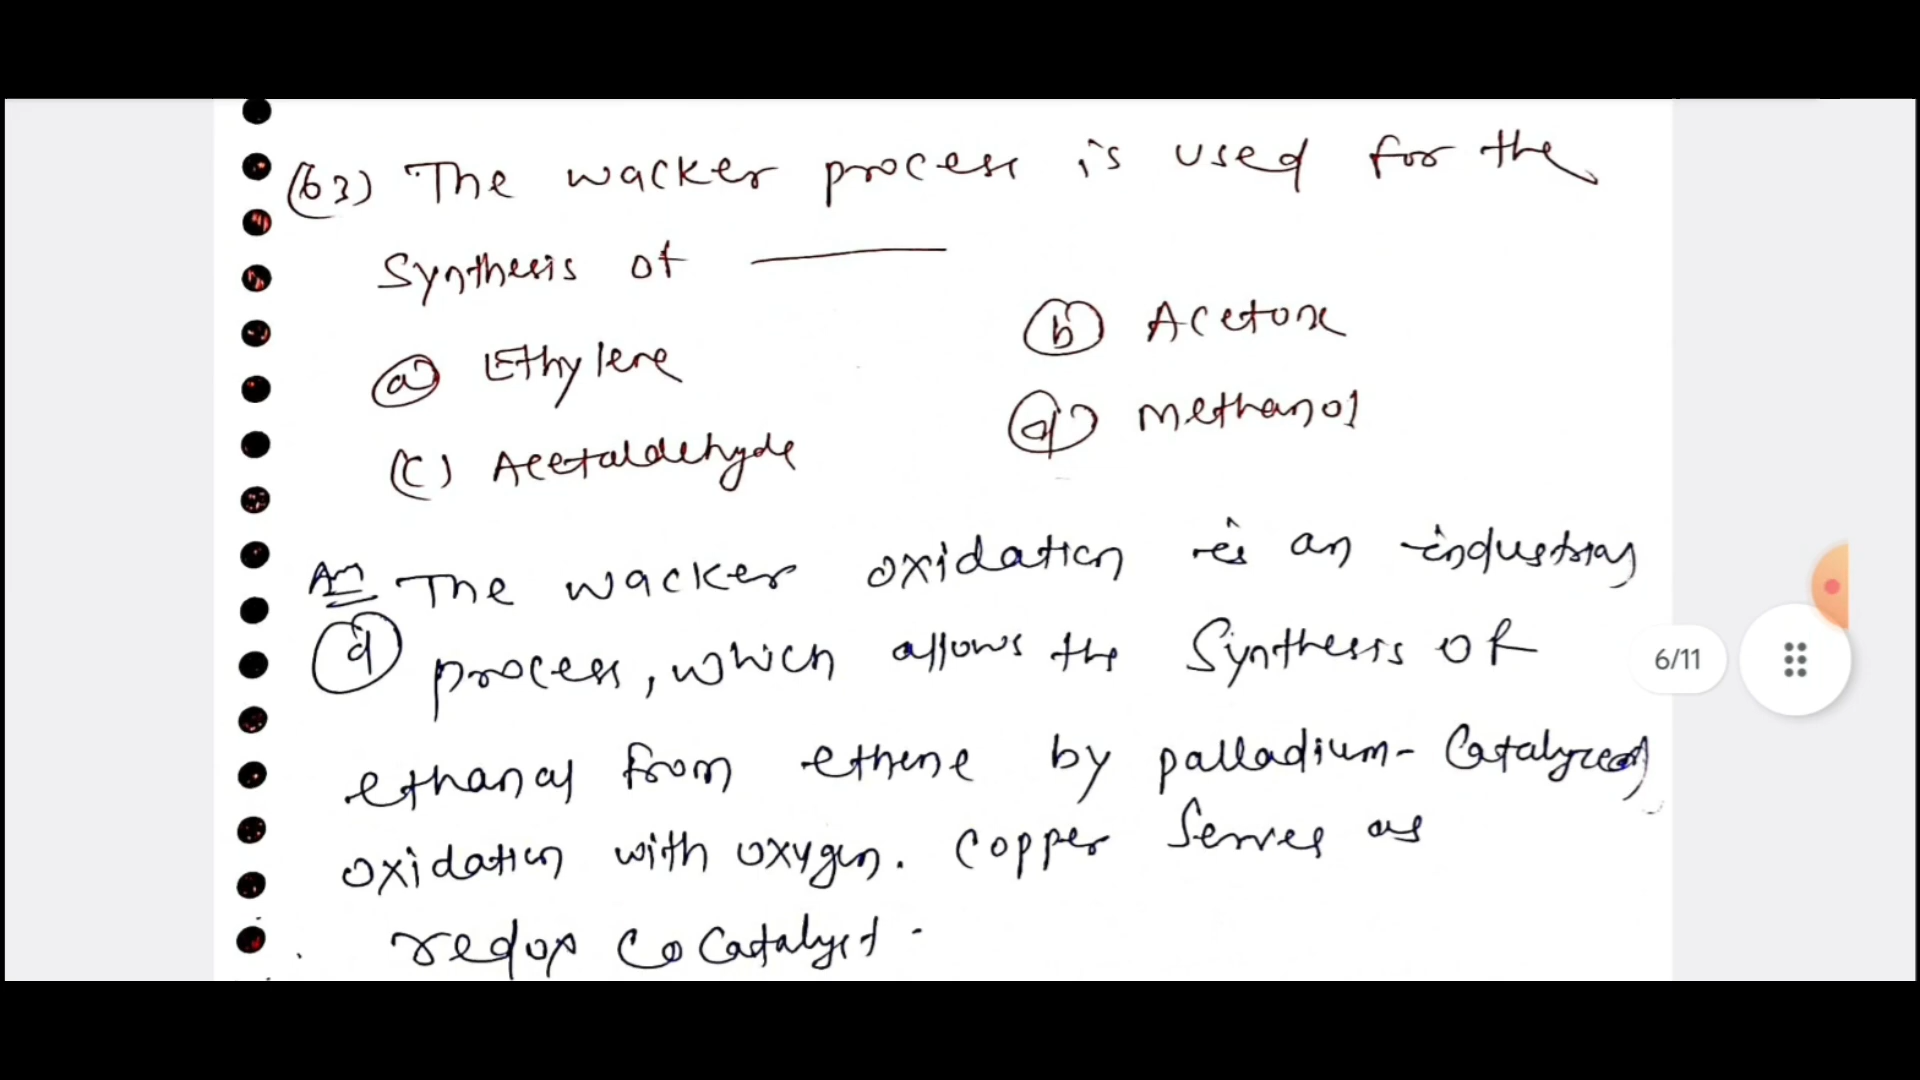 (63) The wacker process is used for the
Synthesis of ———
(a) Ethylene
(b) Acetone
(c) Acetaldehyde
(d) Methanol
Ans The wacker oxidation is an industrial
(d) process, which allows the Synthesis of
ethanal from ethene by palladium-Catalyzed
oxidation with oxygen. Copper Serves as
redox Co Catalyst.
6/11